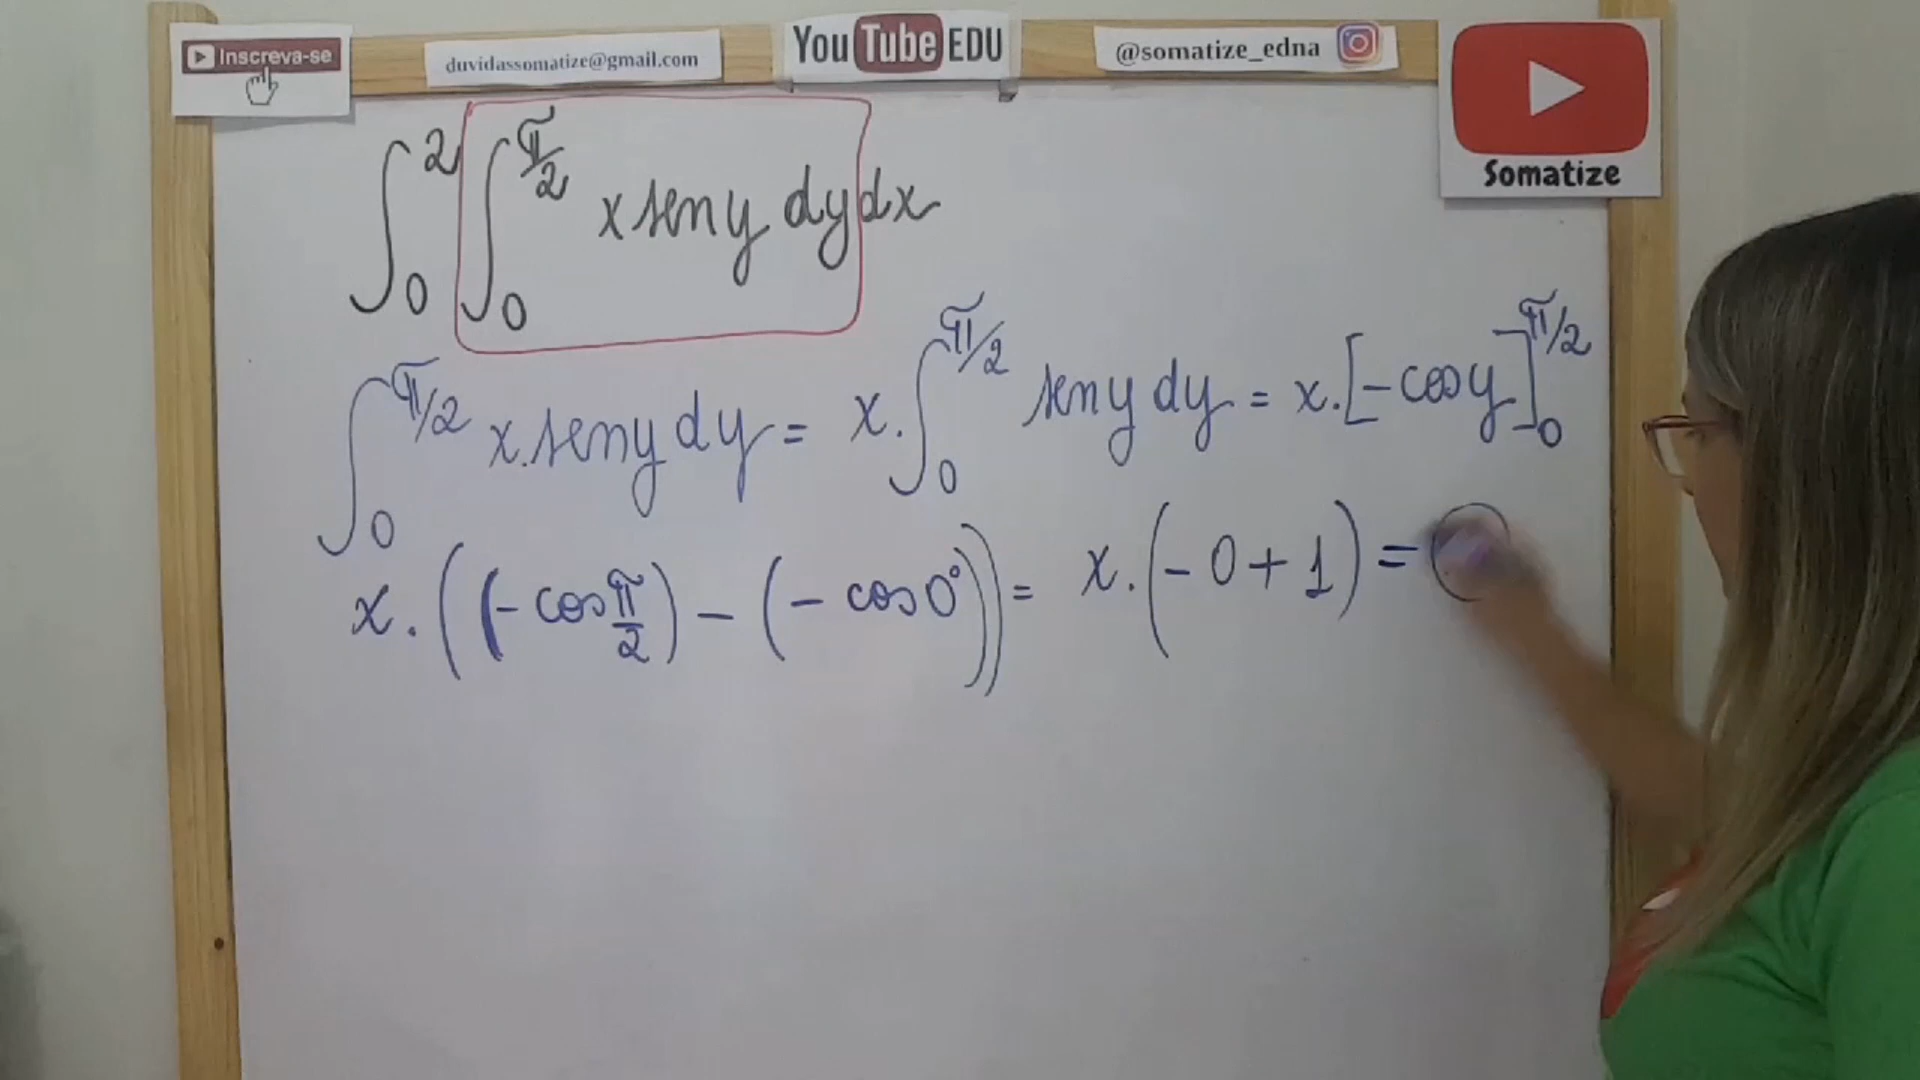 Inscreva-se
duvidassomatize@gmail.com
YouTube EDU
@somatize_edna
Somatize
∫₀² ∫₀^(π/2) x sen y dy dx
∫₀^(π/2) x.sen y dy = x.∫₀^(π/2) sen y dy = x.[-cos y]₀^(π/2)
x.((-cos π/2) - (-cos 0°)) = x.(-0+1) =